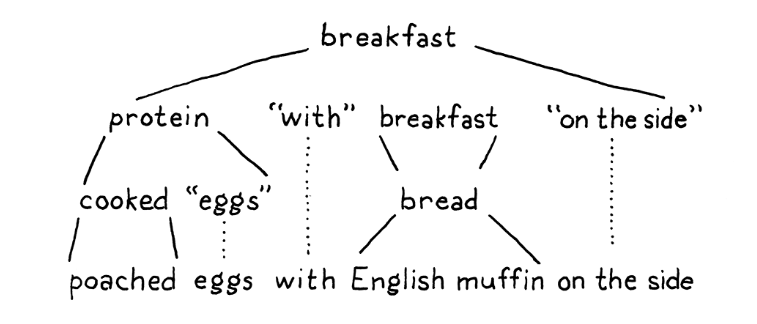 breakfast
protein “with” breakfast “on the side”
cooked “eggs” bread
poached eggs with English muffin on the side